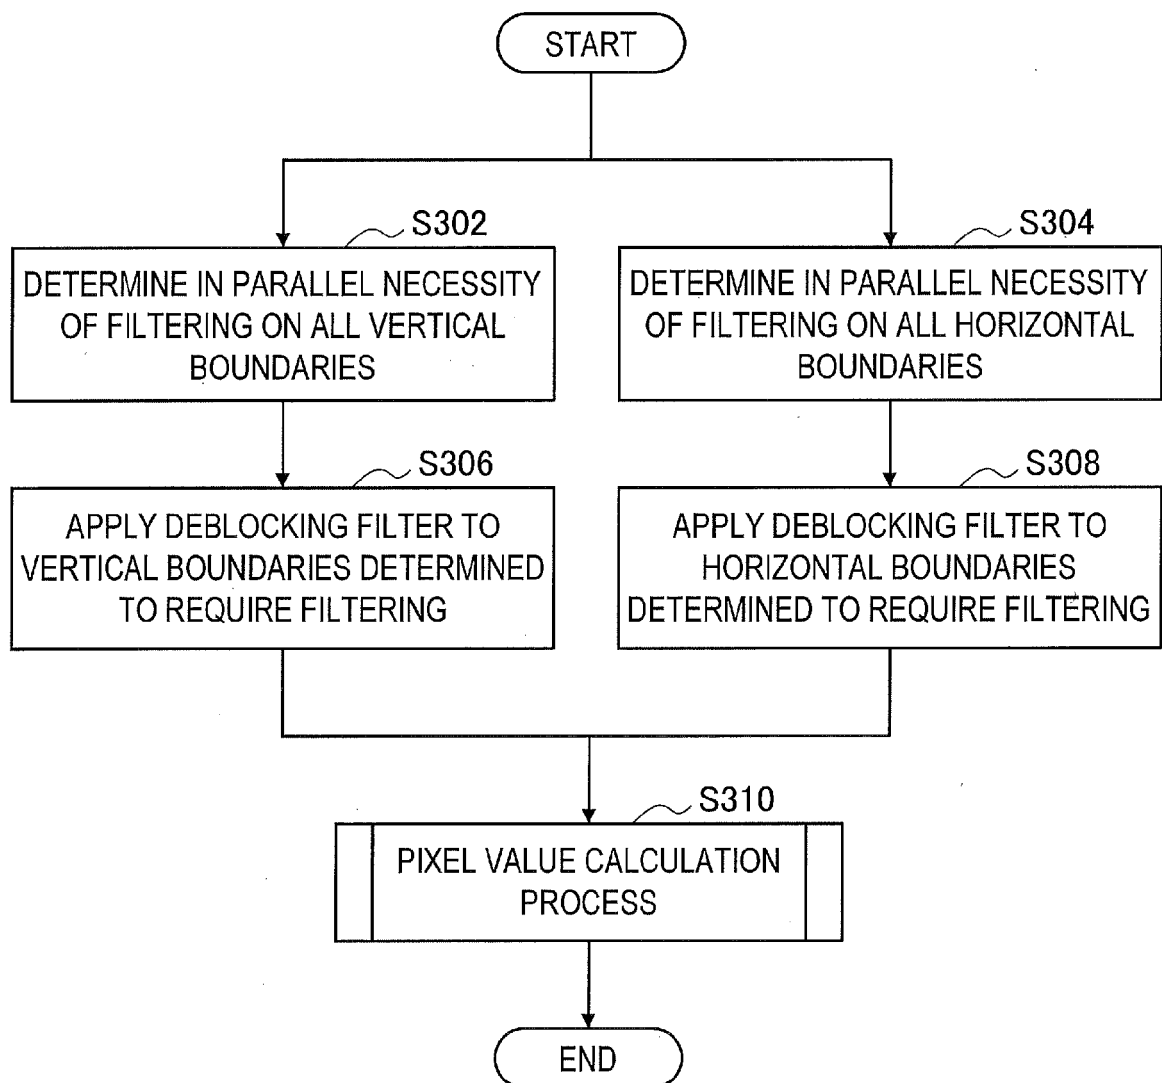 START
S302
DETERMINE IN PARALLEL NECESSITY
OF FILTERING ON ALL VERTICAL
BOUNDARIES
S304
DETERMINE IN PARALLEL NECESSITY
OF FILTERING ON ALL HORIZONTAL
BOUNDARIES
S306
APPLY DEBLOCKING FILTER TO
VERTICAL BOUNDARIES DETERMINED
TO REQUIRE FILTERING
S308
APPLY DEBLOCKING FILTER TO
HORIZONTAL BOUNDARIES
DETERMINED TO REQUIRE FILTERING
S310
PIXEL VALUE CALCULATION
PROCESS
END